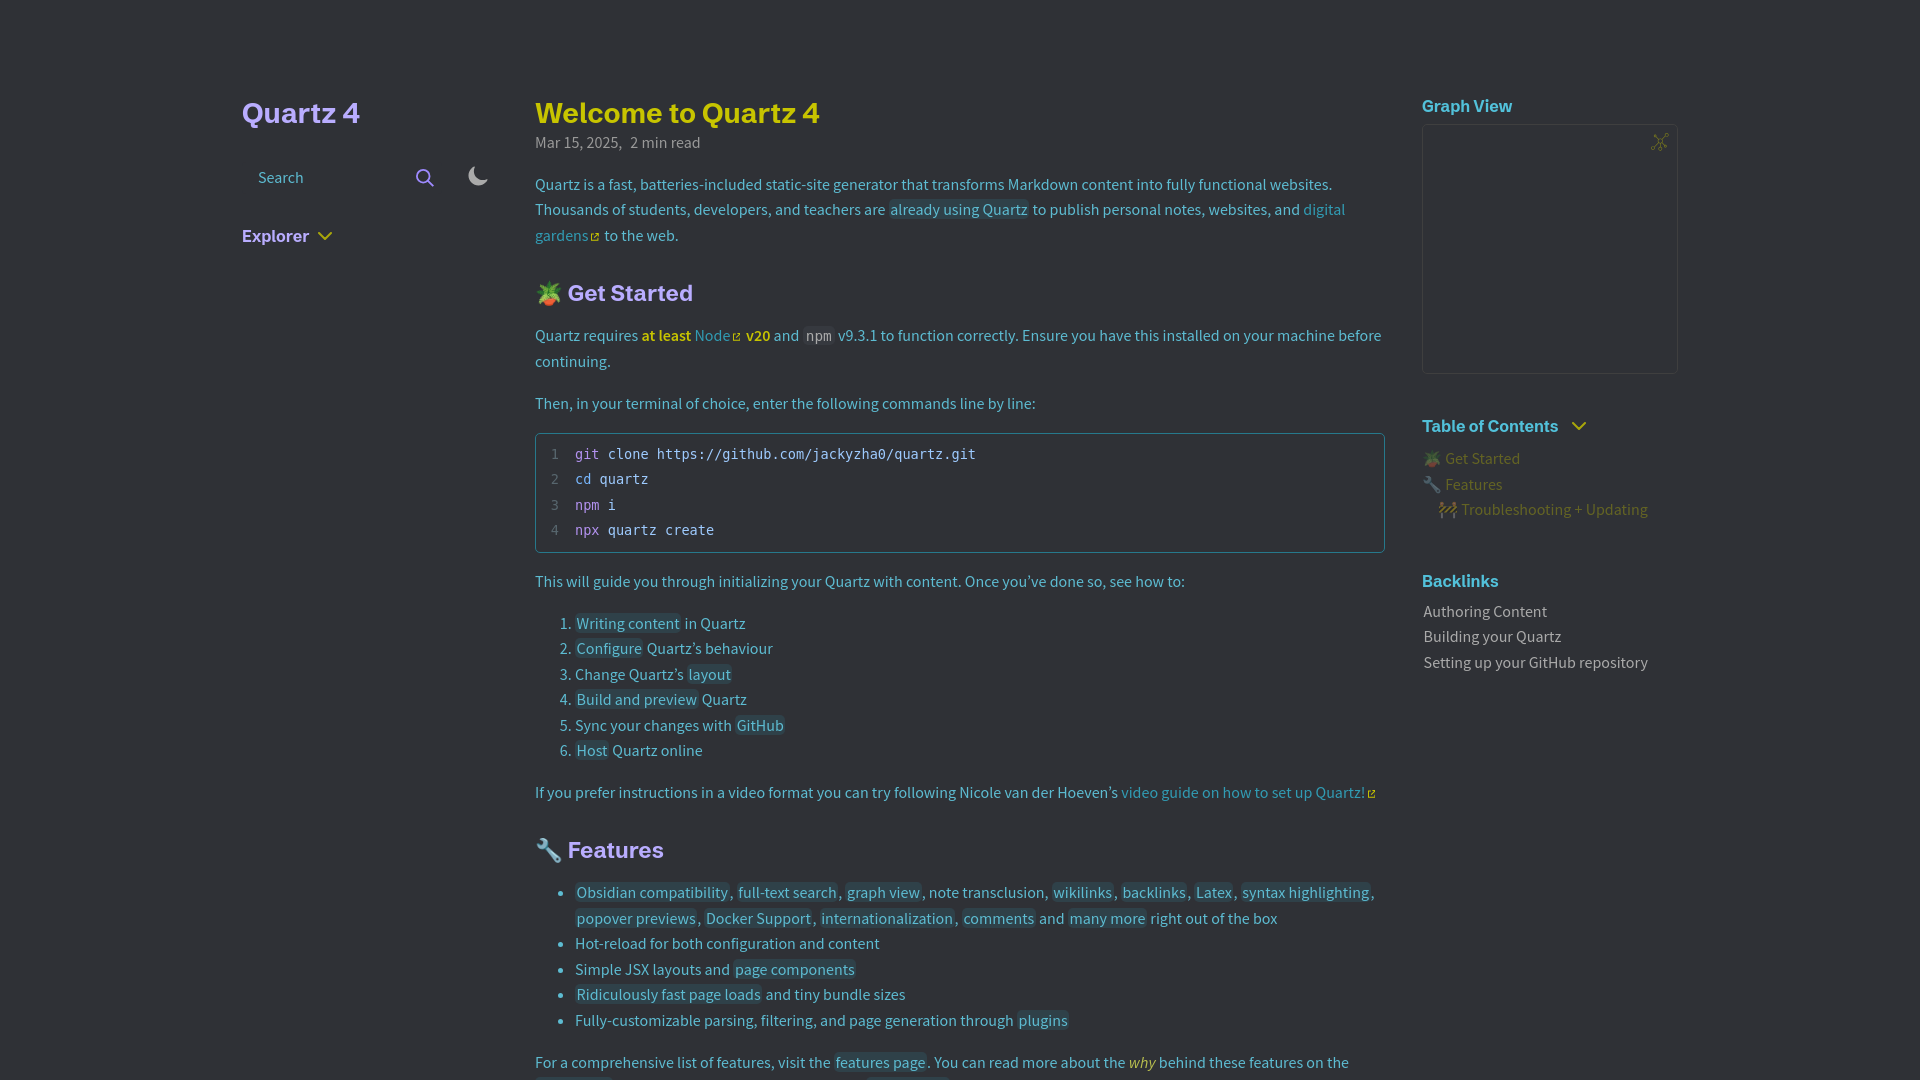 Quartz 4
Search
Explorer
Welcome to Quartz 4
Mar 15, 2025, 2 min read
Quartz is a fast, batteries-included static-site generator that transforms Markdown content into fully functional websites.
Thousands of students, developers, and teachers are already using Quartz to publish personal notes, websites, and digital
gardens to the web.
🪴 Get Started
Quartz requires at least Node v20 and npm v9.3.1 to function correctly. Ensure you have this installed on your machine before
continuing.
Then, in your terminal of choice, enter the following commands line by line:
1 git clone https://github.com/jackyzha0/quartz.git
2 cd quartz
3 npm i
4 npx quartz create
This will guide you through initializing your Quartz with content. Once you’ve done so, see how to:
1. Writing content in Quartz
2. Configure Quartz’s behaviour
3. Change Quartz’s layout
4. Build and preview Quartz
5. Sync your changes with GitHub
6. Host Quartz online
If you prefer instructions in a video format you can try following Nicole van der Hoeven’s video guide on how to set up Quartz!
🔧 Features
• Obsidian compatibility, full-text search, graph view, note transclusion, wikilinks, backlinks, Latex, syntax highlighting,
popover previews, Docker Support, internationalization, comments and many more right out of the box
• Hot-reload for both configuration and content
• Simple JSX layouts and page components
• Ridiculously fast page loads and tiny bundle sizes
• Fully-customizable parsing, filtering, and page generation through plugins
For a comprehensive list of features, visit the features page. You can read more about the why behind these features on the
Graph View
Table of Contents
🪴 Get Started
🔧 Features
🚧 Troubleshooting + Updating
Backlinks
Authoring Content
Building your Quartz
Setting up your GitHub repository